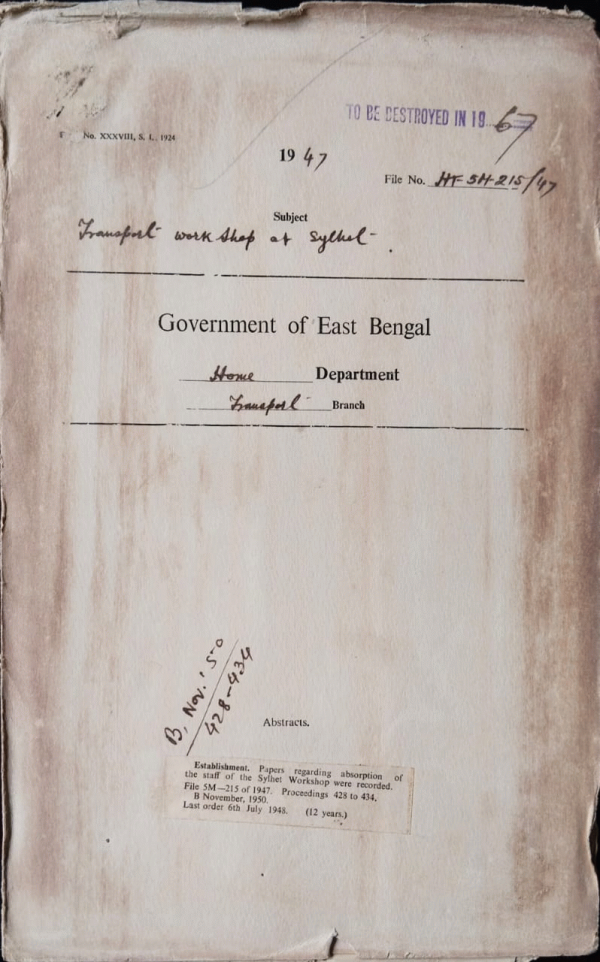 TO BE DESTROYED IN 1967
No. XXXVIII, S. I., 1924
1947
File No. 5M-215/47
Subject
Transport workshop at Sylhet
Government of East Bengal
Home Department
Transport Branch
B, Nov. '50
428-434
Abstracts.
Establishment. Papers regarding absorption of
the staff of the Sylhet Workshop were recorded.
File 5M—215 of 1947. Proceedings 428 to 434,
B November, 1950.
Last order 6th July 1948. (12 years.)